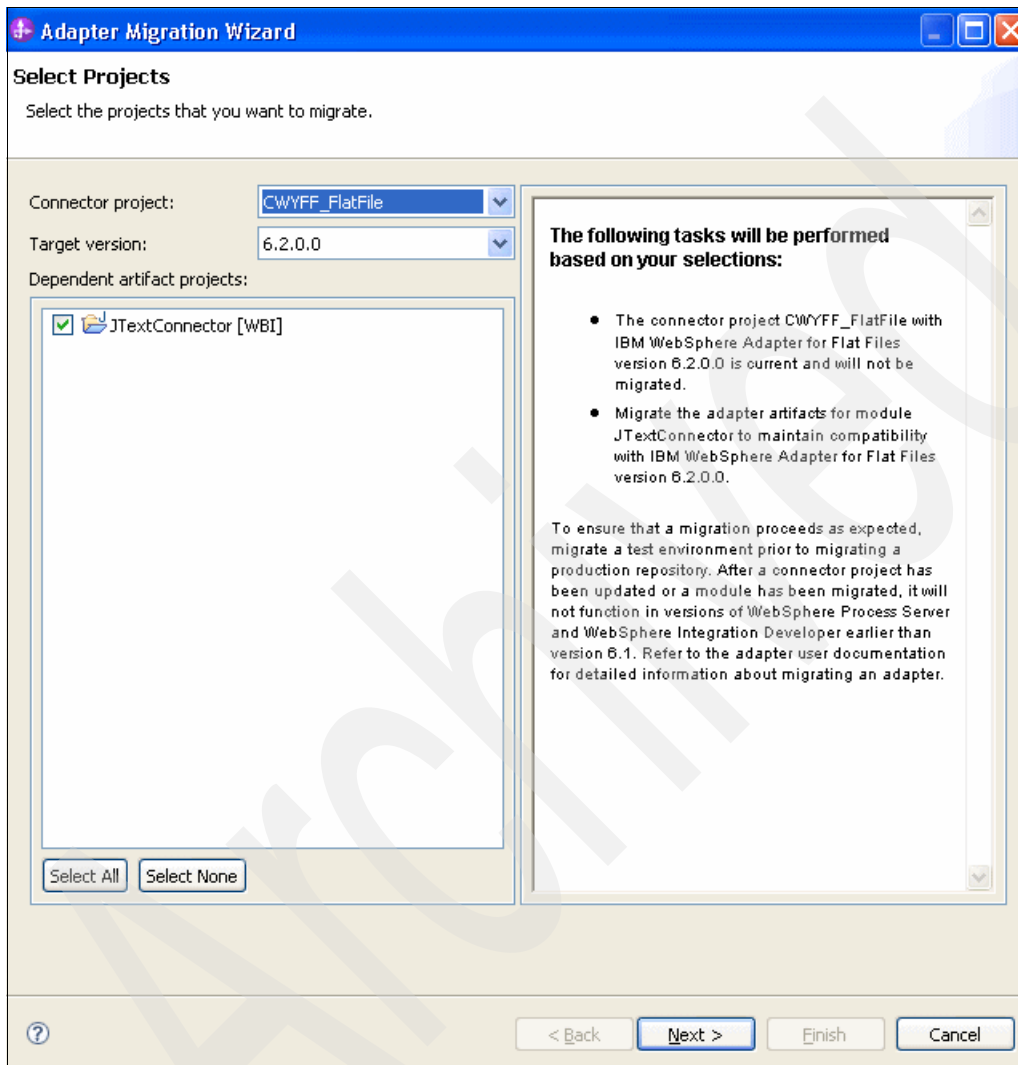 Adapter Migration Wizard
Select Projects
Select the projects that you want to migrate.
Connector project:
CWYFF_FlatFile
Target version:
6.2.0.0
Dependent artifact projects:
JTextConnector [WBI]
Select All
Select None
The following tasks will be performed
based on your selections:
● The connector project CWYFF_FlatFile with
IBM WebSphere Adapter for Flat Files
version 6.2.0.0 is current and will not be
migrated.
● Migrate the adapter artifacts for module
JTextConnector to maintain compatibility
with IBM WebSphere Adapter for Flat Files
version 6.2.0.0.
To ensure that a migration proceeds as expected,
migrate a test environment prior to migrating a
production repository. After a connector project has
been updated or a module has been migrated, it will
not function in versions of WebSphere Process Server
and WebSphere Integration Developer earlier than
version 6.1. Refer to the adapter user documentation
for detailed information about migrating an adapter.
?
< Back
Next >
Finish
Cancel
Archived